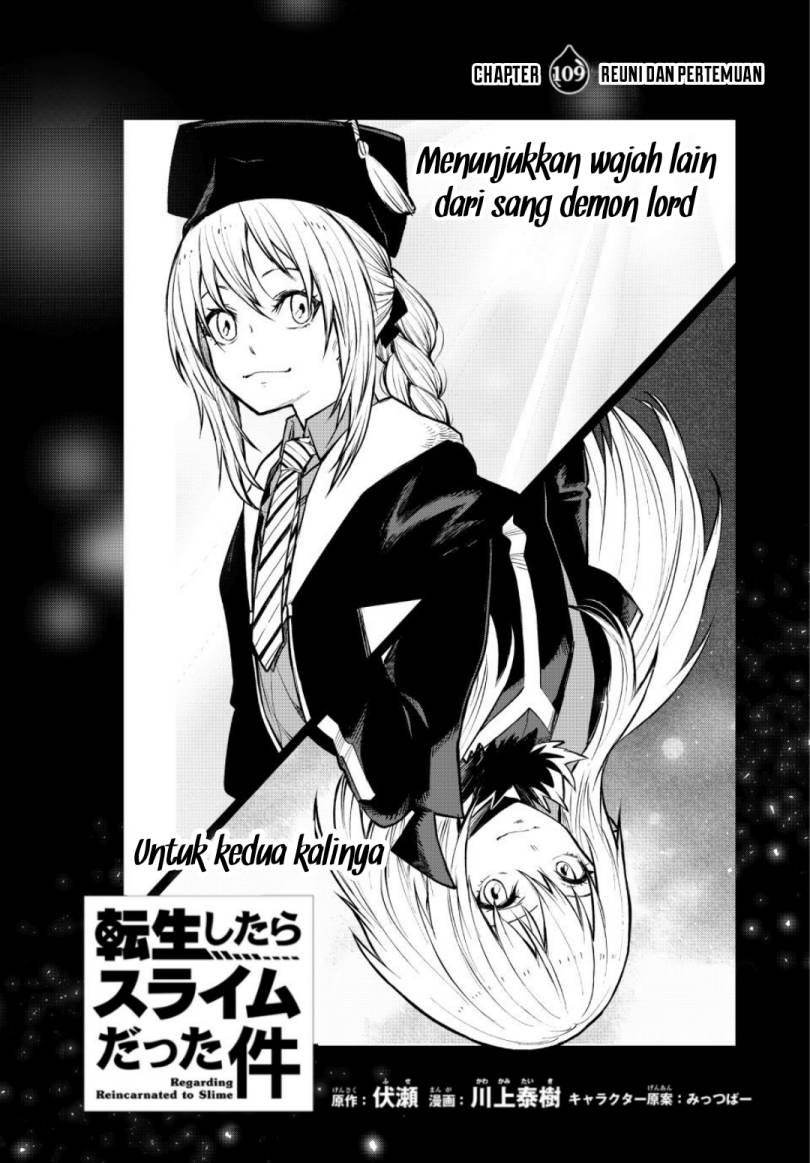 CHAPTER 109 REUNI DAN PERTEMUAN
Menunjukkan wajah lain
dari sang demon lord
Untuk kedua kalinya
転生したら
スライム
だった件
Regarding
Reincarnated to Slime
原作：伏瀬 漫画：川上泰樹 キャラクター原案：みっつばー